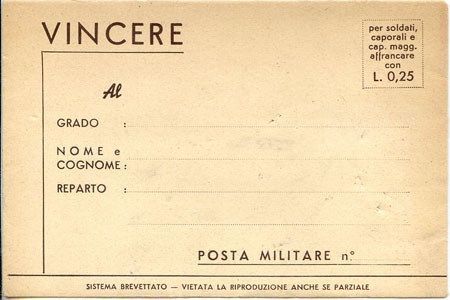 VINCERE
per soldati,
caporali e
cap. magg.
affrancare
con
L. 0,25
Al
GRADO :
NOME e
COGNOME :
REPARTO :
POSTA MILITARE n°
SISTEMA BREVETTATO — VIETATA LA RIPRODUZIONE ANCHE SE PARZIALE